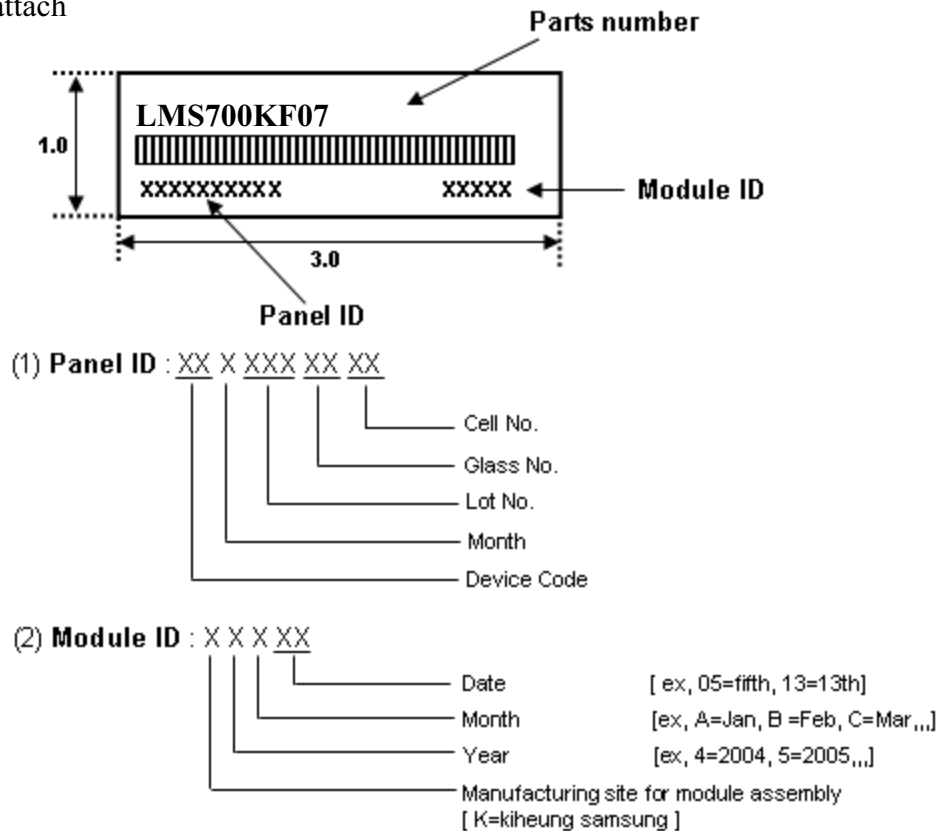 attach
Parts number
LMS700KF07
1.0
XXXXXXXXXX XXXXX
Module ID
3.0
Panel ID
(1) Panel ID : XX X XXX XX XX
Cell No.
Glass No.
Lot No.
Month
Device Code
(2) Module ID : X X X XX
Date [ ex, 05=fifth, 13=13th]
Month [ex, A=Jan, B =Feb, C=Mar,,,]
Year [ex, 4=2004, 5=2005,,,]
Manufacturing site for module assembly
[ K=kiheung samsung ]